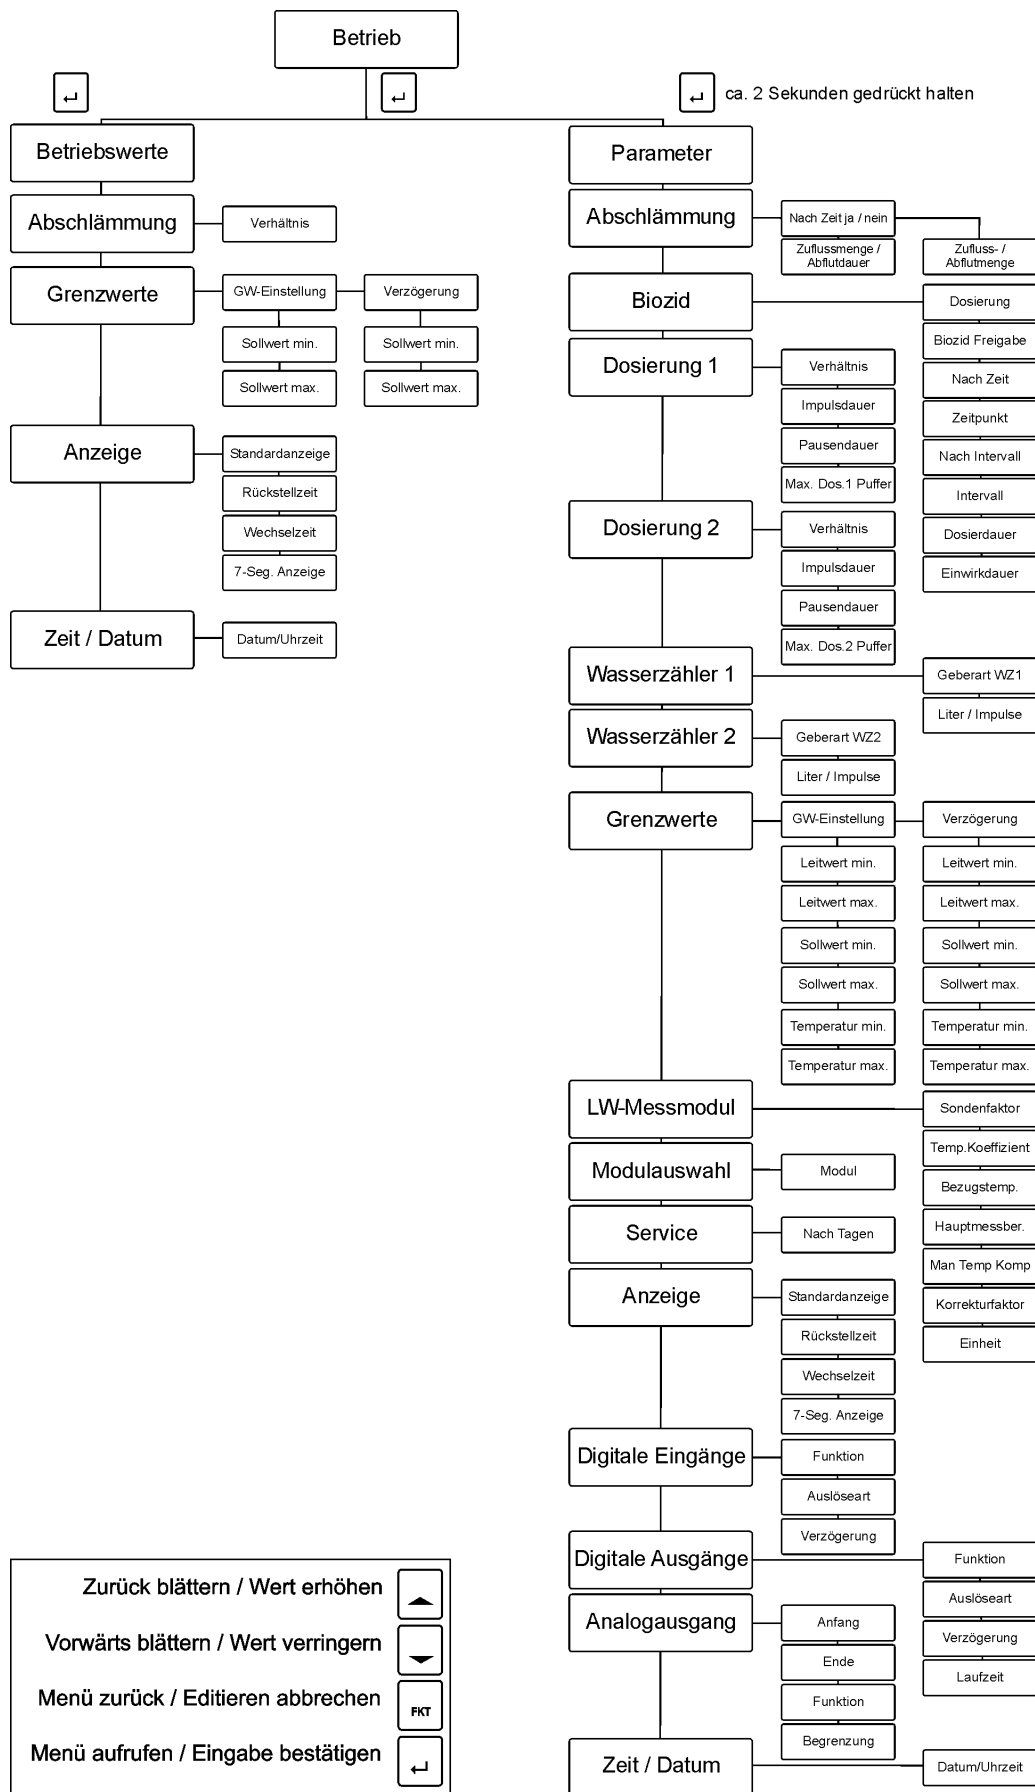 Betrieb
ca. 2 Sekunden gedrückt halten
Betriebswerte
Abschlämmung
Verhältnis
Grenzwerte
GW-Einstellung
Verzögerung
Sollwert min.
Sollwert min.
Sollwert max.
Sollwert max.
Anzeige
Standardanzeige
Rückstellzeit
Wechselzeit
7-Seg. Anzeige
Zeit / Datum
Datum/Uhrzeit
Parameter
Abschlämmung
Nach Zeit ja / nein
Zuflussmenge /
Abflutdauer
Zufluss- /
Abflutmenge
Biozid
Dosierung
Biozid Freigabe
Nach Zeit
Zeitpunkt
Nach Intervall
Intervall
Dosierdauer
Einwirkdauer
Dosierung 1
Verhältnis
Impulsdauer
Pausendauer
Max. Dos.1 Puffer
Dosierung 2
Verhältnis
Impulsdauer
Pausendauer
Max. Dos.2 Puffer
Wasserzähler 1
Geberart WZ1
Liter / Impulse
Wasserzähler 2
Geberart WZ2
Liter / Impulse
Grenzwerte
GW-Einstellung
Verzögerung
Leitwert min.
Leitwert min.
Leitwert max.
Leitwert max.
Sollwert min.
Sollwert min.
Sollwert max.
Sollwert max.
Temperatur min.
Temperatur min.
Temperatur max.
Temperatur max.
LW-Messmodul
Sondenfaktor
Temp.Koeffizient
Bezugstemp.
Hauptmessber.
Man Temp Komp
Korrekturfaktor
Einheit
Modulauswahl
Modul
Service
Nach Tagen
Anzeige
Standardanzeige
Rückstellzeit
Wechselzeit
7-Seg. Anzeige
Digitale Eingänge
Funktion
Auslöseart
Verzögerung
Digitale Ausgänge
Funktion
Auslöseart
Verzögerung
Laufzeit
Analogausgang
Anfang
Ende
Funktion
Begrenzung
Zeit / Datum
Datum/Uhrzeit
Zurück blättern / Wert erhöhen
Vorwärts blättern / Wert verringern
Menü zurück / Editieren abbrechen
FKT
Menü aufrufen / Eingabe bestätigen